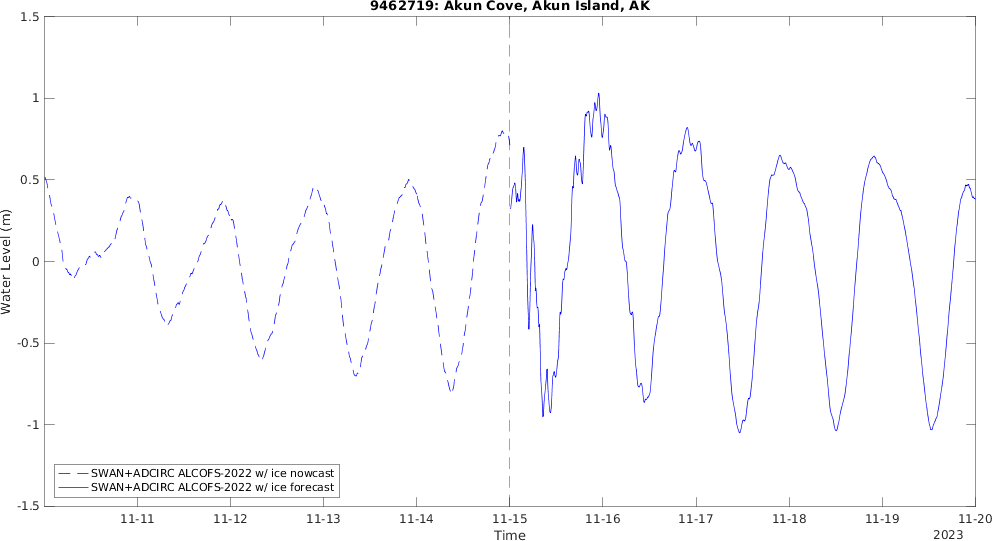 9462719: Akun Cove, Akun Island, AK
1.5
1
0.5
0
-0.5
-1
-1.5
Water Level (m)
SWAN+ADCIRC ALCOFS-2022 w/ ice nowcast
SWAN+ADCIRC ALCOFS-2022 w/ ice forecast
11-11 11-12 11-13 11-14 11-15 11-16 11-17 11-18 11-19 11-20
Time
2023